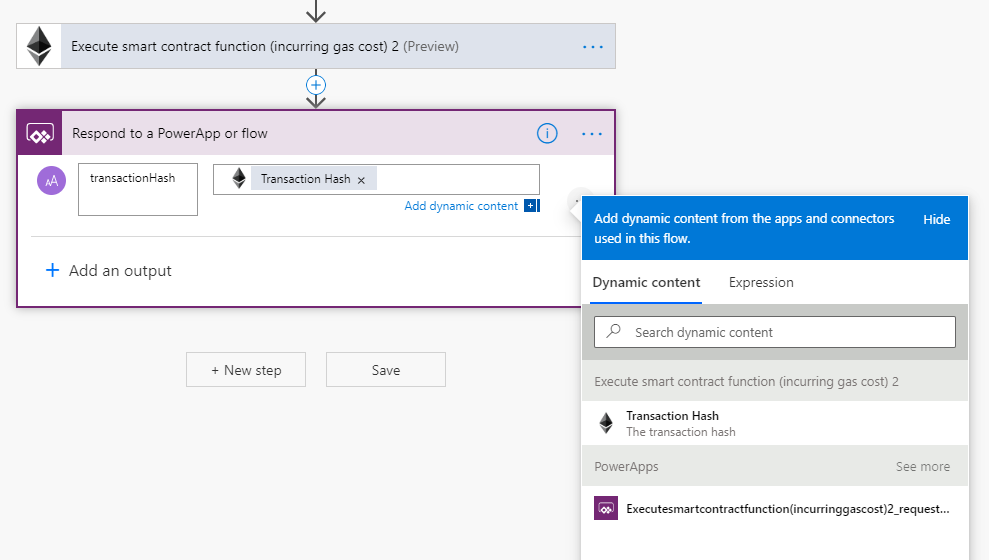 Execute smart contract function (incurring gas cost) 2 (Preview)
Respond to a PowerApp or flow
transactionHash
Transaction Hash
Add dynamic content
Add an output
+ New step
Save
Add dynamic content from the apps and connectors
used in this flow.
Hide
Dynamic content
Expression
Search dynamic content
Execute smart contract function (incurring gas cost) 2
Transaction Hash
The transaction hash
PowerApps
See more
Executesmartcontractfunction(incurringgascost)2_request...